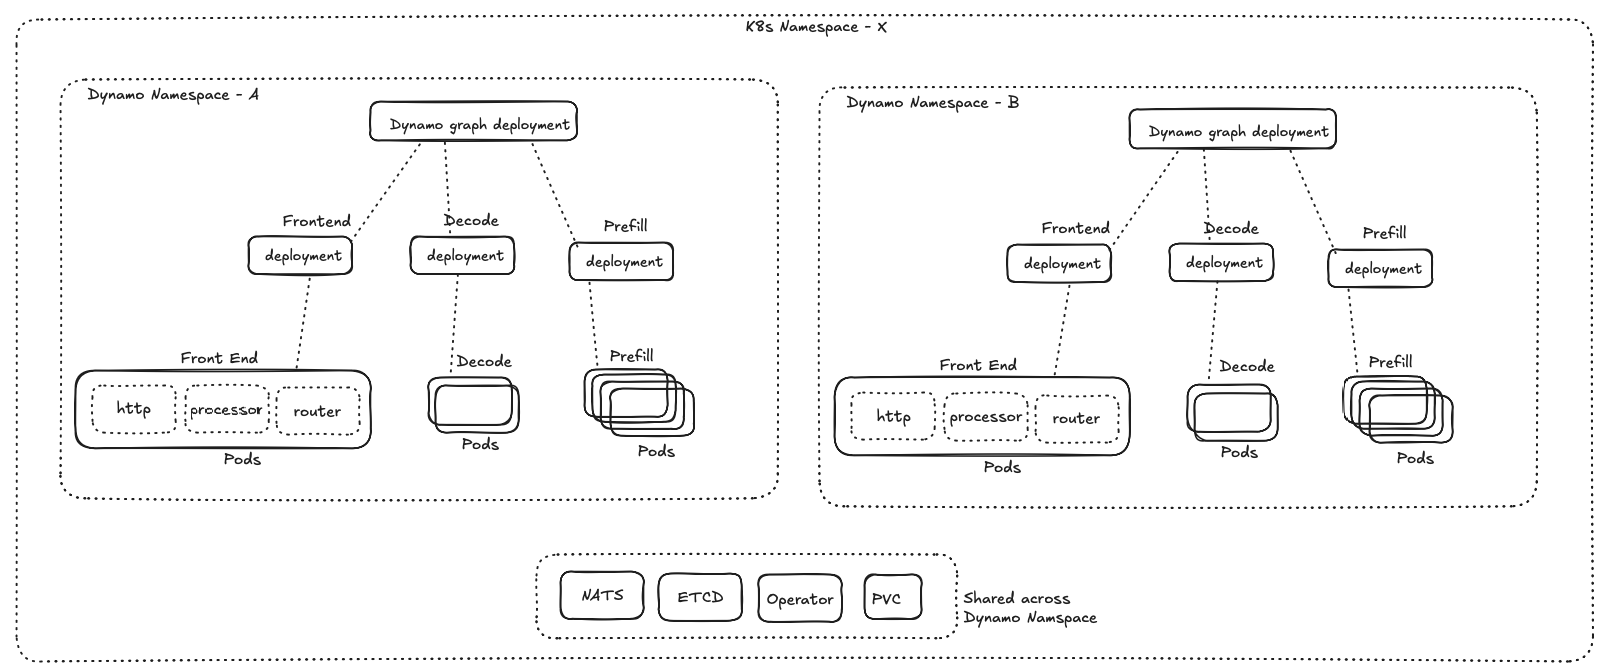 K8s Namespace - X
Dynamo Namespace - A
Dynamo graph deployment
Frontend
deployment
Decode
deployment
Prefill
deployment
Front End
http
processor
router
Pods
Decode
Pods
Prefill
Pods
Dynamo Namespace - B
Dynamo graph deployment
Frontend
deployment
Decode
deployment
Prefill
deployment
Front End
http
processor
router
Pods
Decode
Pods
Prefill
Pods
NATS
ETCD
Operator
PVC
Shared across
Dynamo Namspace